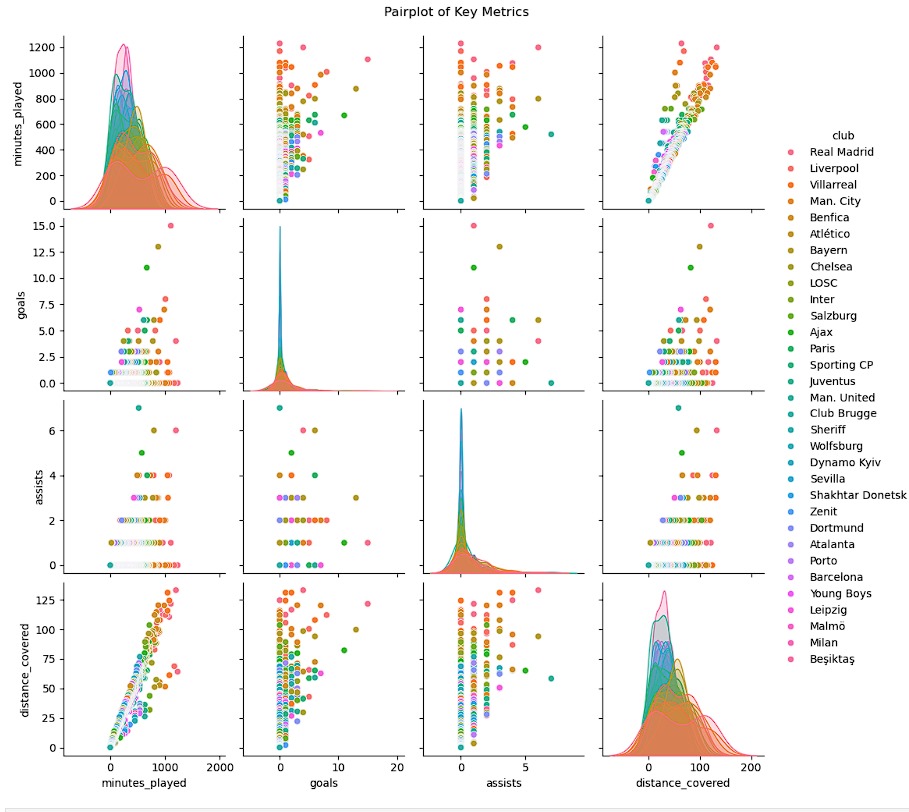 Pairplot of Key Metrics
1200
1000
800
600
400
200
0
minutes_played
15.0
12.5
10.0
7.5
5.0
2.5
0.0
goals
6
4
2
0
assists
125
100
75
50
25
0
distance_covered
0 1000 2000
minutes_played
0 10 20
goals
0 5
assists
0 100 200
distance_covered
club
Real Madrid
Liverpool
Villarreal
Man. City
Benfica
Atlético
Bayern
Chelsea
LOSC
Inter
Salzburg
Ajax
Paris
Sporting CP
Juventus
Man. United
Club Brugge
Sheriff
Wolfsburg
Dynamo Kyiv
Sevilla
Shakhtar Donetsk
Zenit
Dortmund
Atalanta
Porto
Barcelona
Young Boys
Leipzig
Malmö
Milan
Beşiktaş